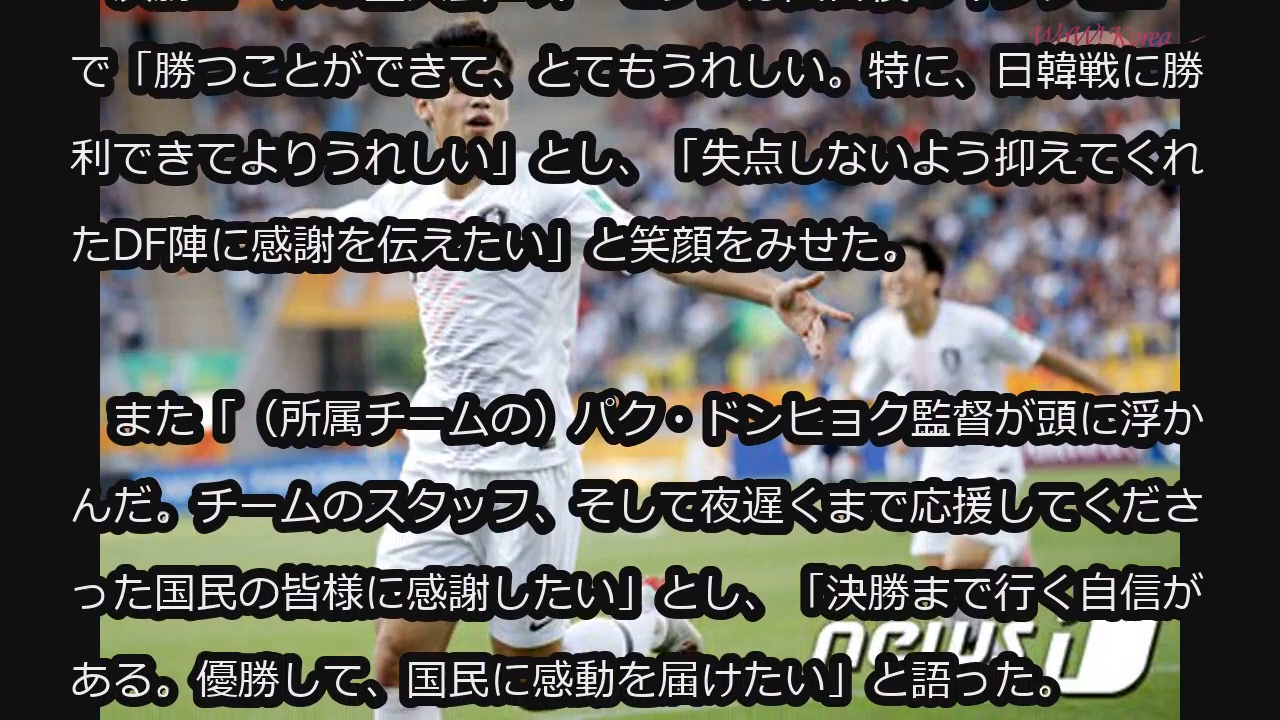 WoW! Korea
で「勝つことができて、とてもうれしい。特に、日韓戦に勝
利できてよりうれしい」とし、「失点しないよう抑えてくれ
たDF陣に感謝を伝えたい」と笑顔をみせた。
また「（所属チームの）パク・ドンヒョク監督が頭に浮か
んだ。チームのスタッフ、そして夜遅くまで応援してくださ
った国民の皆様に感謝したい」とし、「決勝まで行く自信が
ある。優勝して、国民に感動を届けたい」と語った。
news1